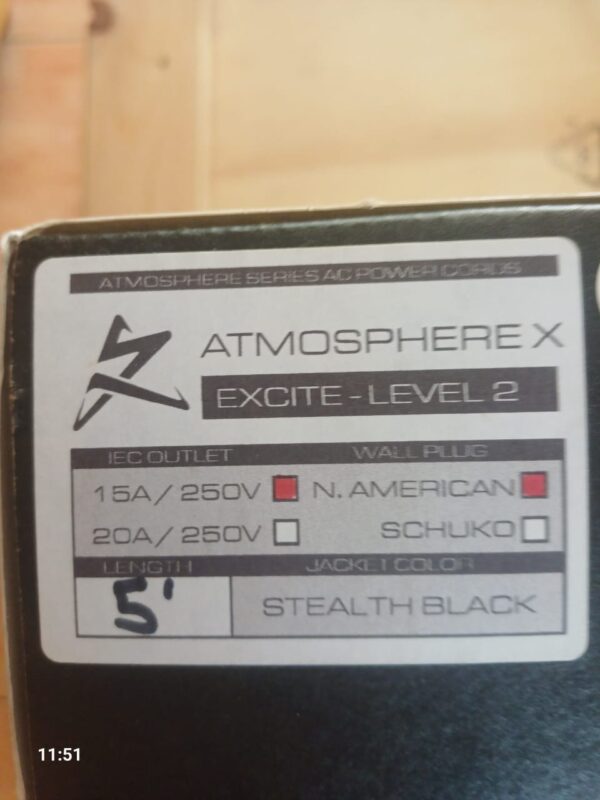 ATMOSPHERE SERIES AC POWER CORDS
ATMOSPHERE X
EXCITE - LEVEL 2
IEC OUTLET WALL PLUG
15A / 250V N. AMERICAN
20A / 250V SCHUKO
LENGTH JACKET COLOR
5' STEALTH BLACK
11:51